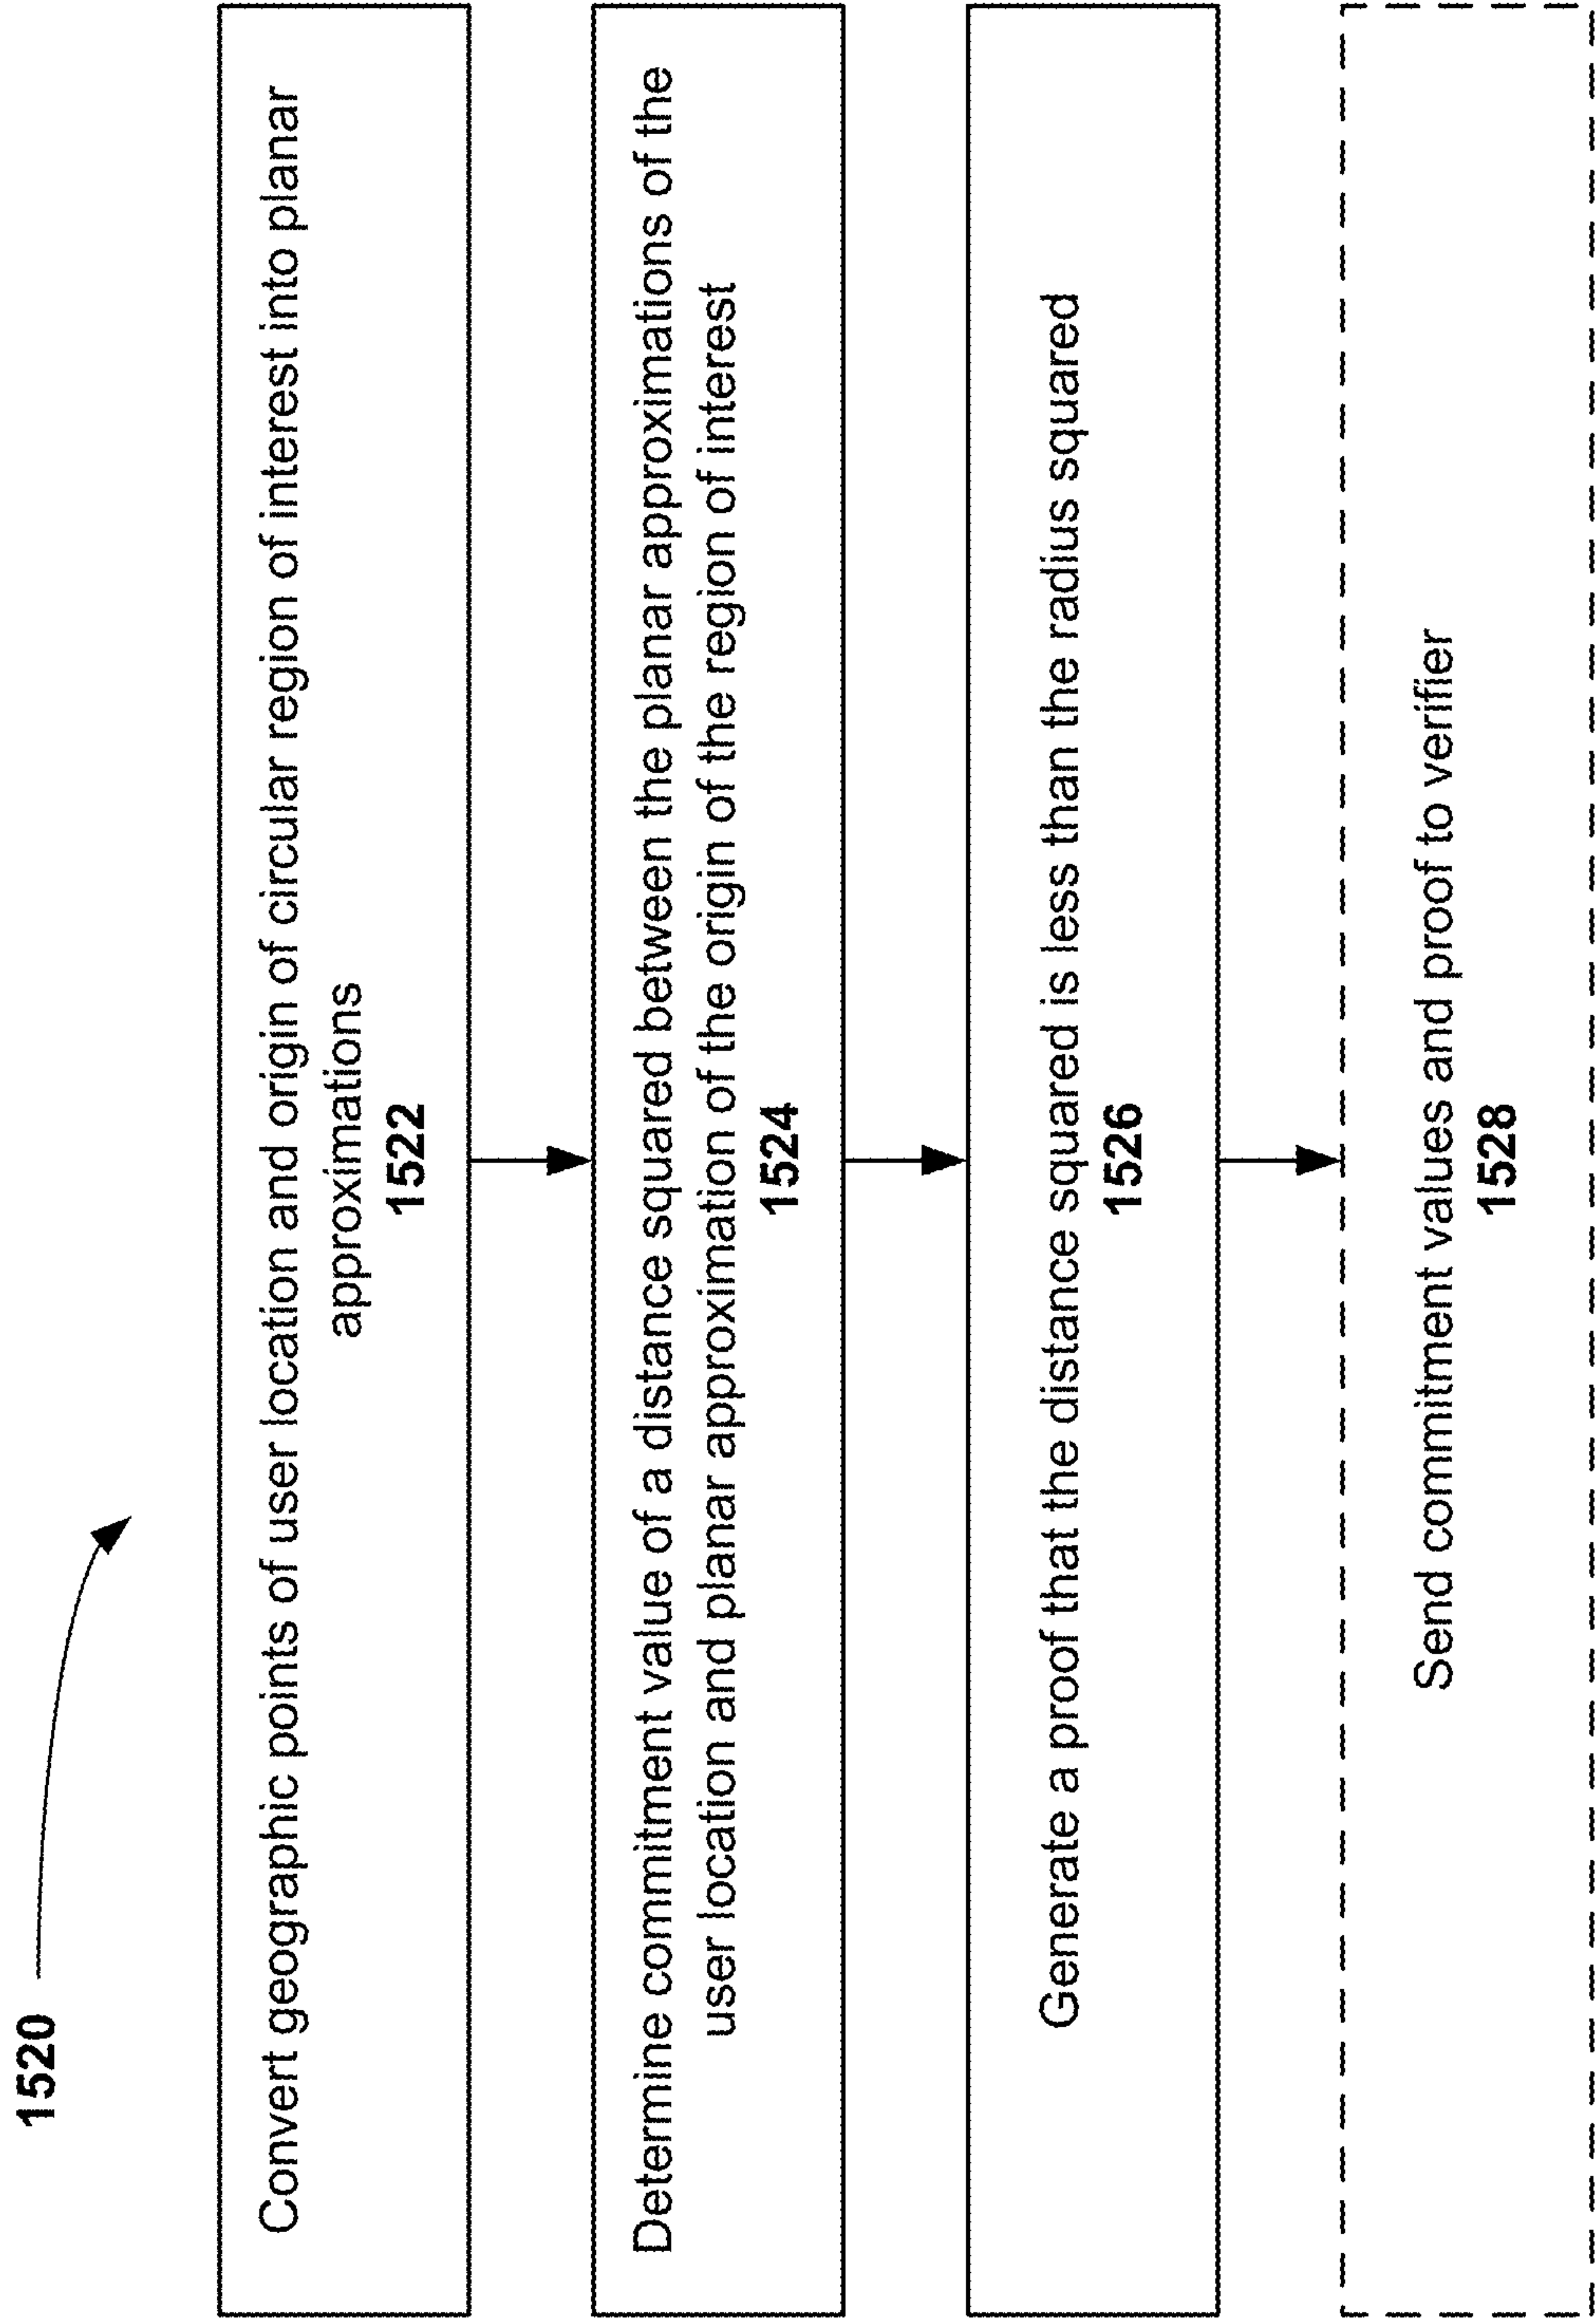 1520
Convert geographic points of user location and origin of circular region of interest into planar
approximations
1522
Determine commitment value of a distance squared between the planar approximations of the
user location and planar approximation of the origin of the region of interest
1524
Generate a proof that the distance squared is less than the radius squared
1526
Send commitment values and proof to verifier
1528